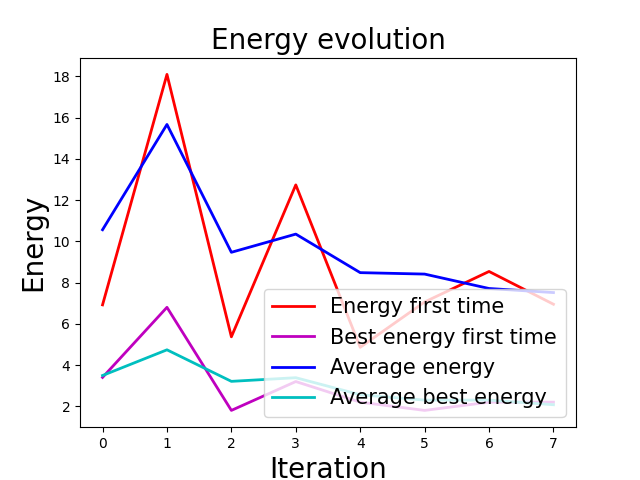 Energy evolution
Energy
18
16
14
12
10
8
6
4
2
Energy first time
Best energy first time
Average energy
Average best energy
0 1 2 3 4 5 6 7
Iteration